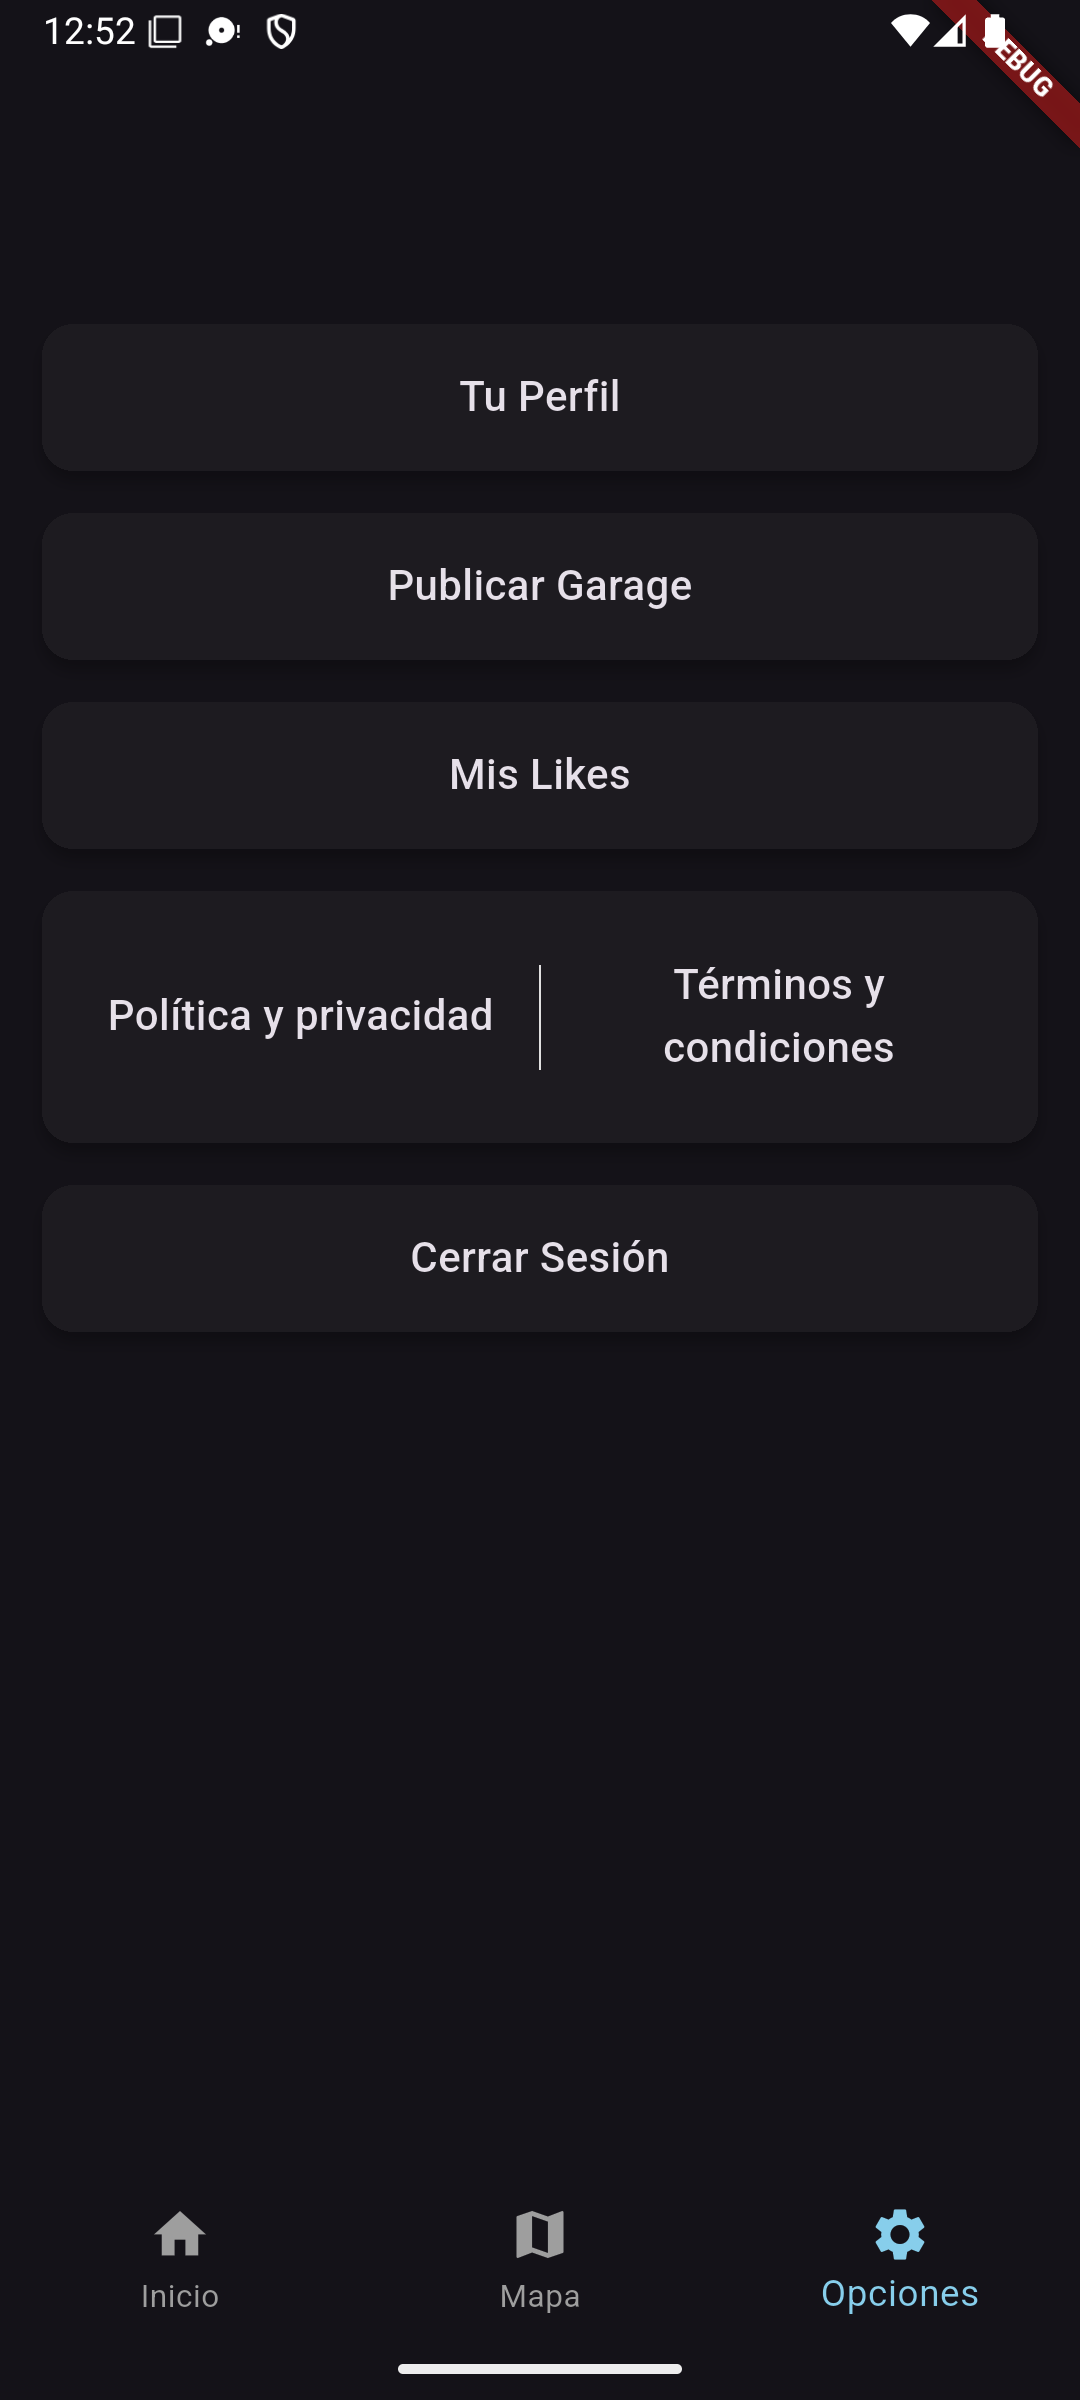 12:52
EBUG
Tu Perfil
Publicar Garage
Mis Likes
Política y privacidad
Términos y
condiciones
Cerrar Sesión
Inicio
Mapa
Opciones